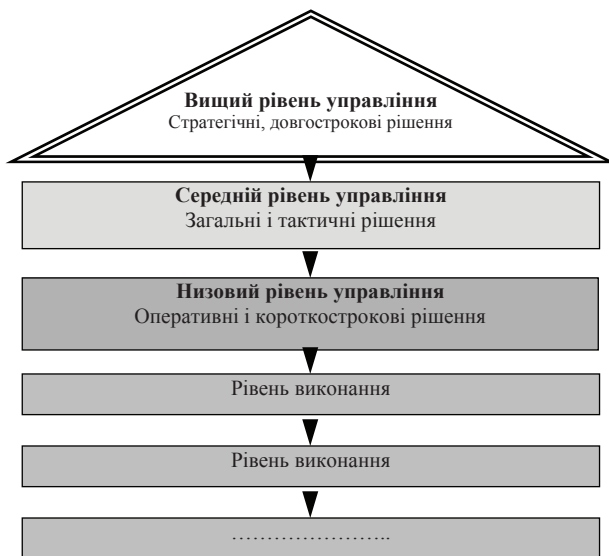 Вищий рівень управління
Стратегічні, довгострокові рішення
Середній рівень управління
Загальні і тактичні рішення
Низовий рівень управління
Оперативні і короткострокові рішення
Рівень виконання
Рівень виконання
…………………..